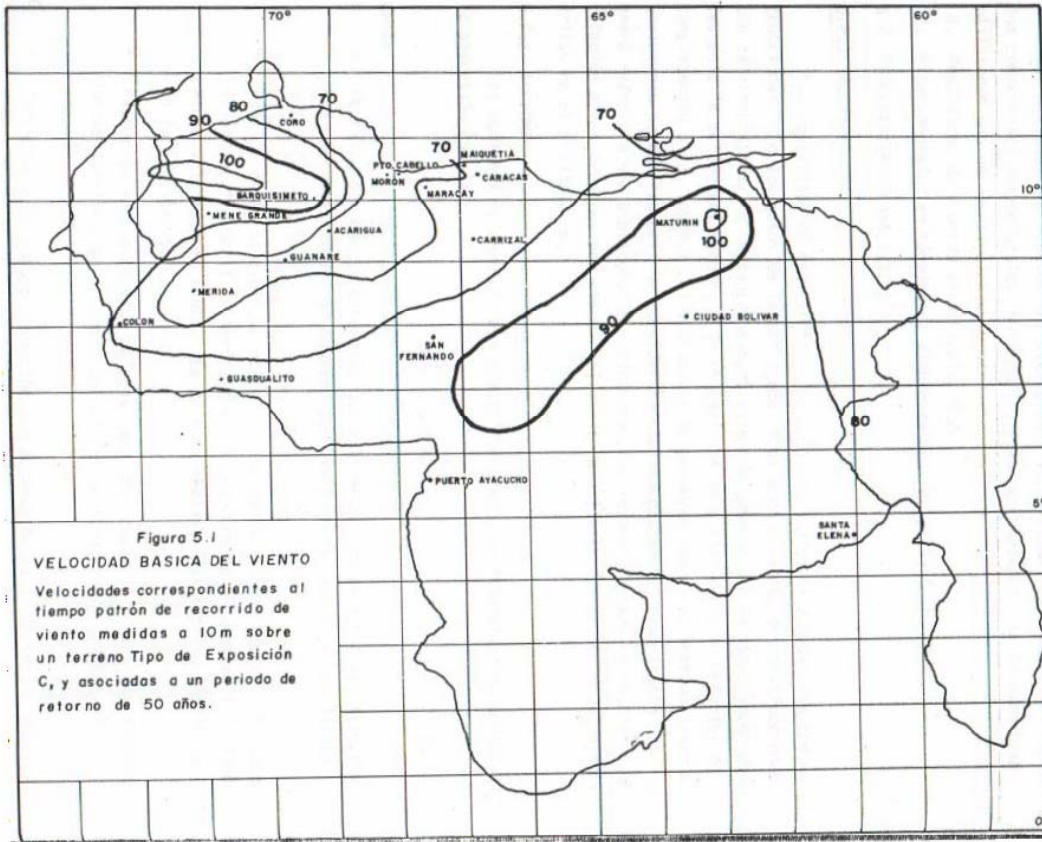 70°
65°
60°
90
80
70
CORO
100
BARQUISIMETO
MENE GRANDE
ACARIGUA
GUANARE
MERIDA
COLON
GUASDUALITO
70
PTO. CABELLO
MORÓN
MAIQUETIA
CARACAS
MARACAY
CARRIZAL
SAN
FERNANDO
70
10°
MATURIN
100
90
CIUDAD BOLIVAR
80
PUERTO AYACUCHO
5°
SANTA
ELENA
0
Figura 5.1
VELOCIDAD BASICA DEL VIENTO
Velocidades correspondientes al
tiempo patrón de recorrido de
viento medidas a 10m sobre
un terreno Tipo de Exposición
C, y asociadas a un periodo de
retorno de 50 años.